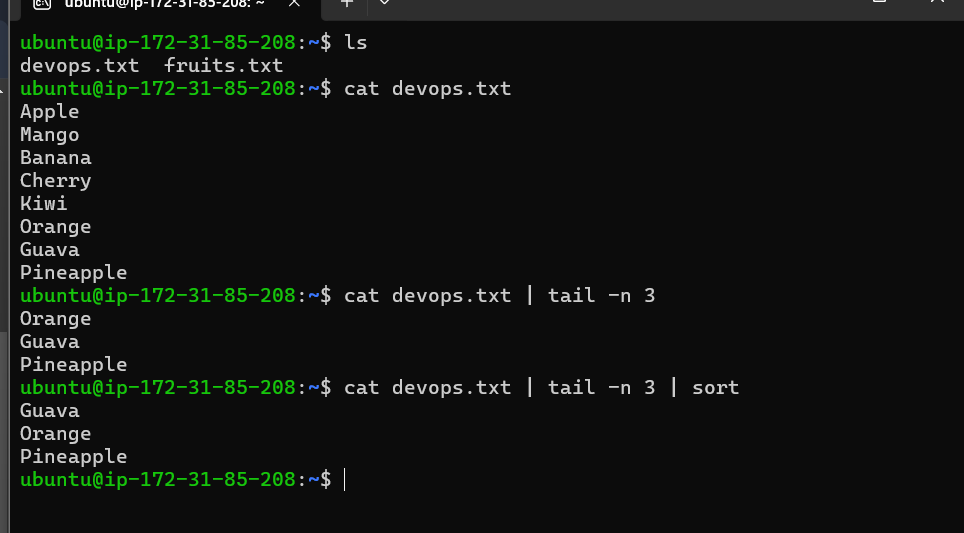 ubuntu@ip-172-31-85-208: ~
ubuntu@ip-172-31-85-208:~$ ls
devops.txt  fruits.txt
ubuntu@ip-172-31-85-208:~$ cat devops.txt
Apple
Mango
Banana
Cherry
Kiwi
Orange
Guava
Pineapple
ubuntu@ip-172-31-85-208:~$ cat devops.txt | tail -n 3
Orange
Guava
Pineapple
ubuntu@ip-172-31-85-208:~$ cat devops.txt | tail -n 3 | sort
Guava
Orange
Pineapple
ubuntu@ip-172-31-85-208:~$